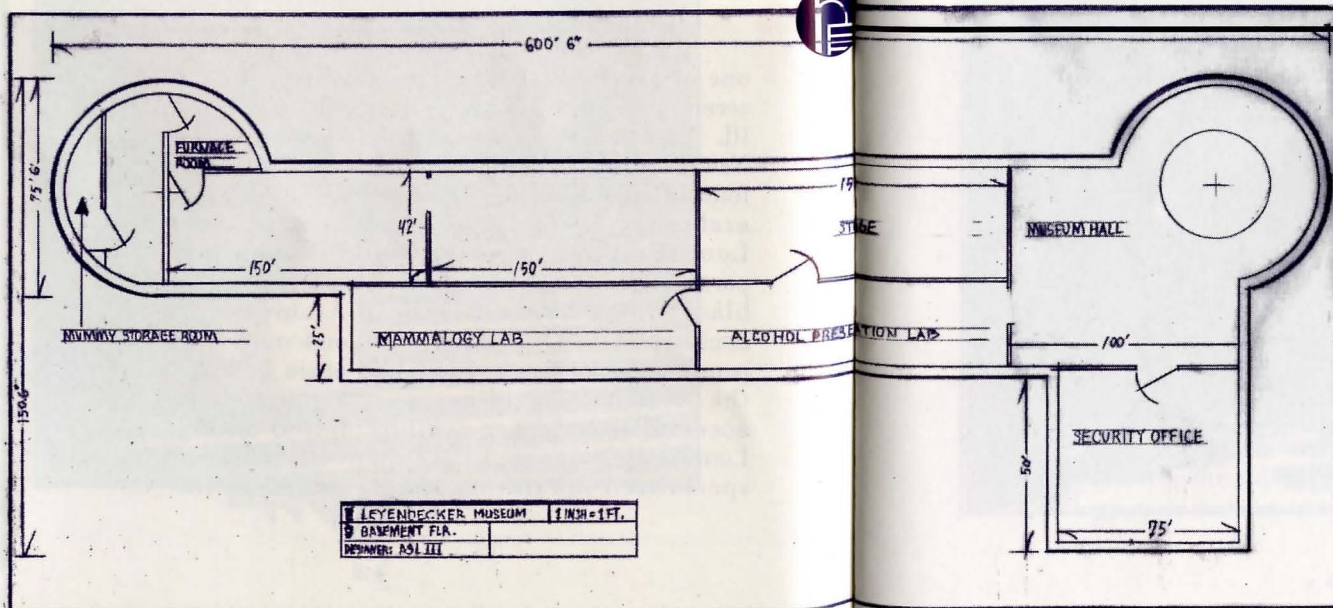 600' 6"
75' 6"
150' 6"
FURNACE
ROOM
42'
150'
150'
15
STAGE
MUSEUM HALL
MUMMY STORAGE ROOM
25'
MAMMALOGY LAB
ALCOHOL
LAB
100'
SECURITY OFFICE
50'
75'
LEYENDECKER MUSEUM
1 INCH = 1 FT.
BASEMENT FLR.
DESIGNER: ASL III